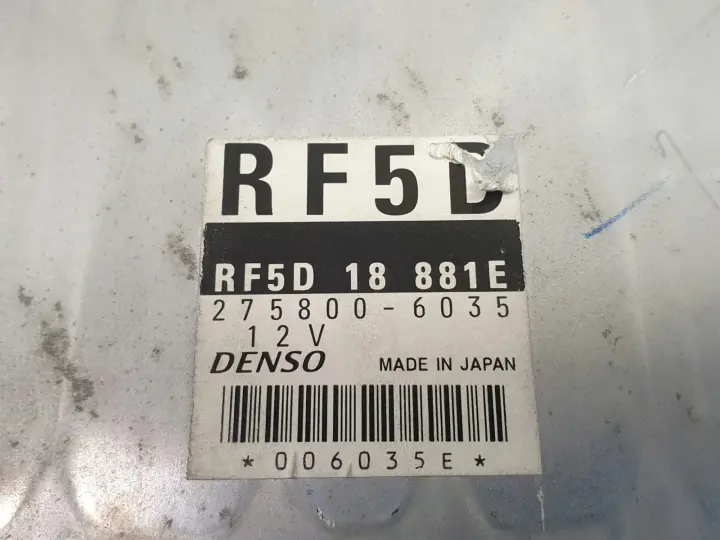 RF5D
RF5D 18 881E
275800-6035
12V
DENSO MADE IN JAPAN
*006035E*